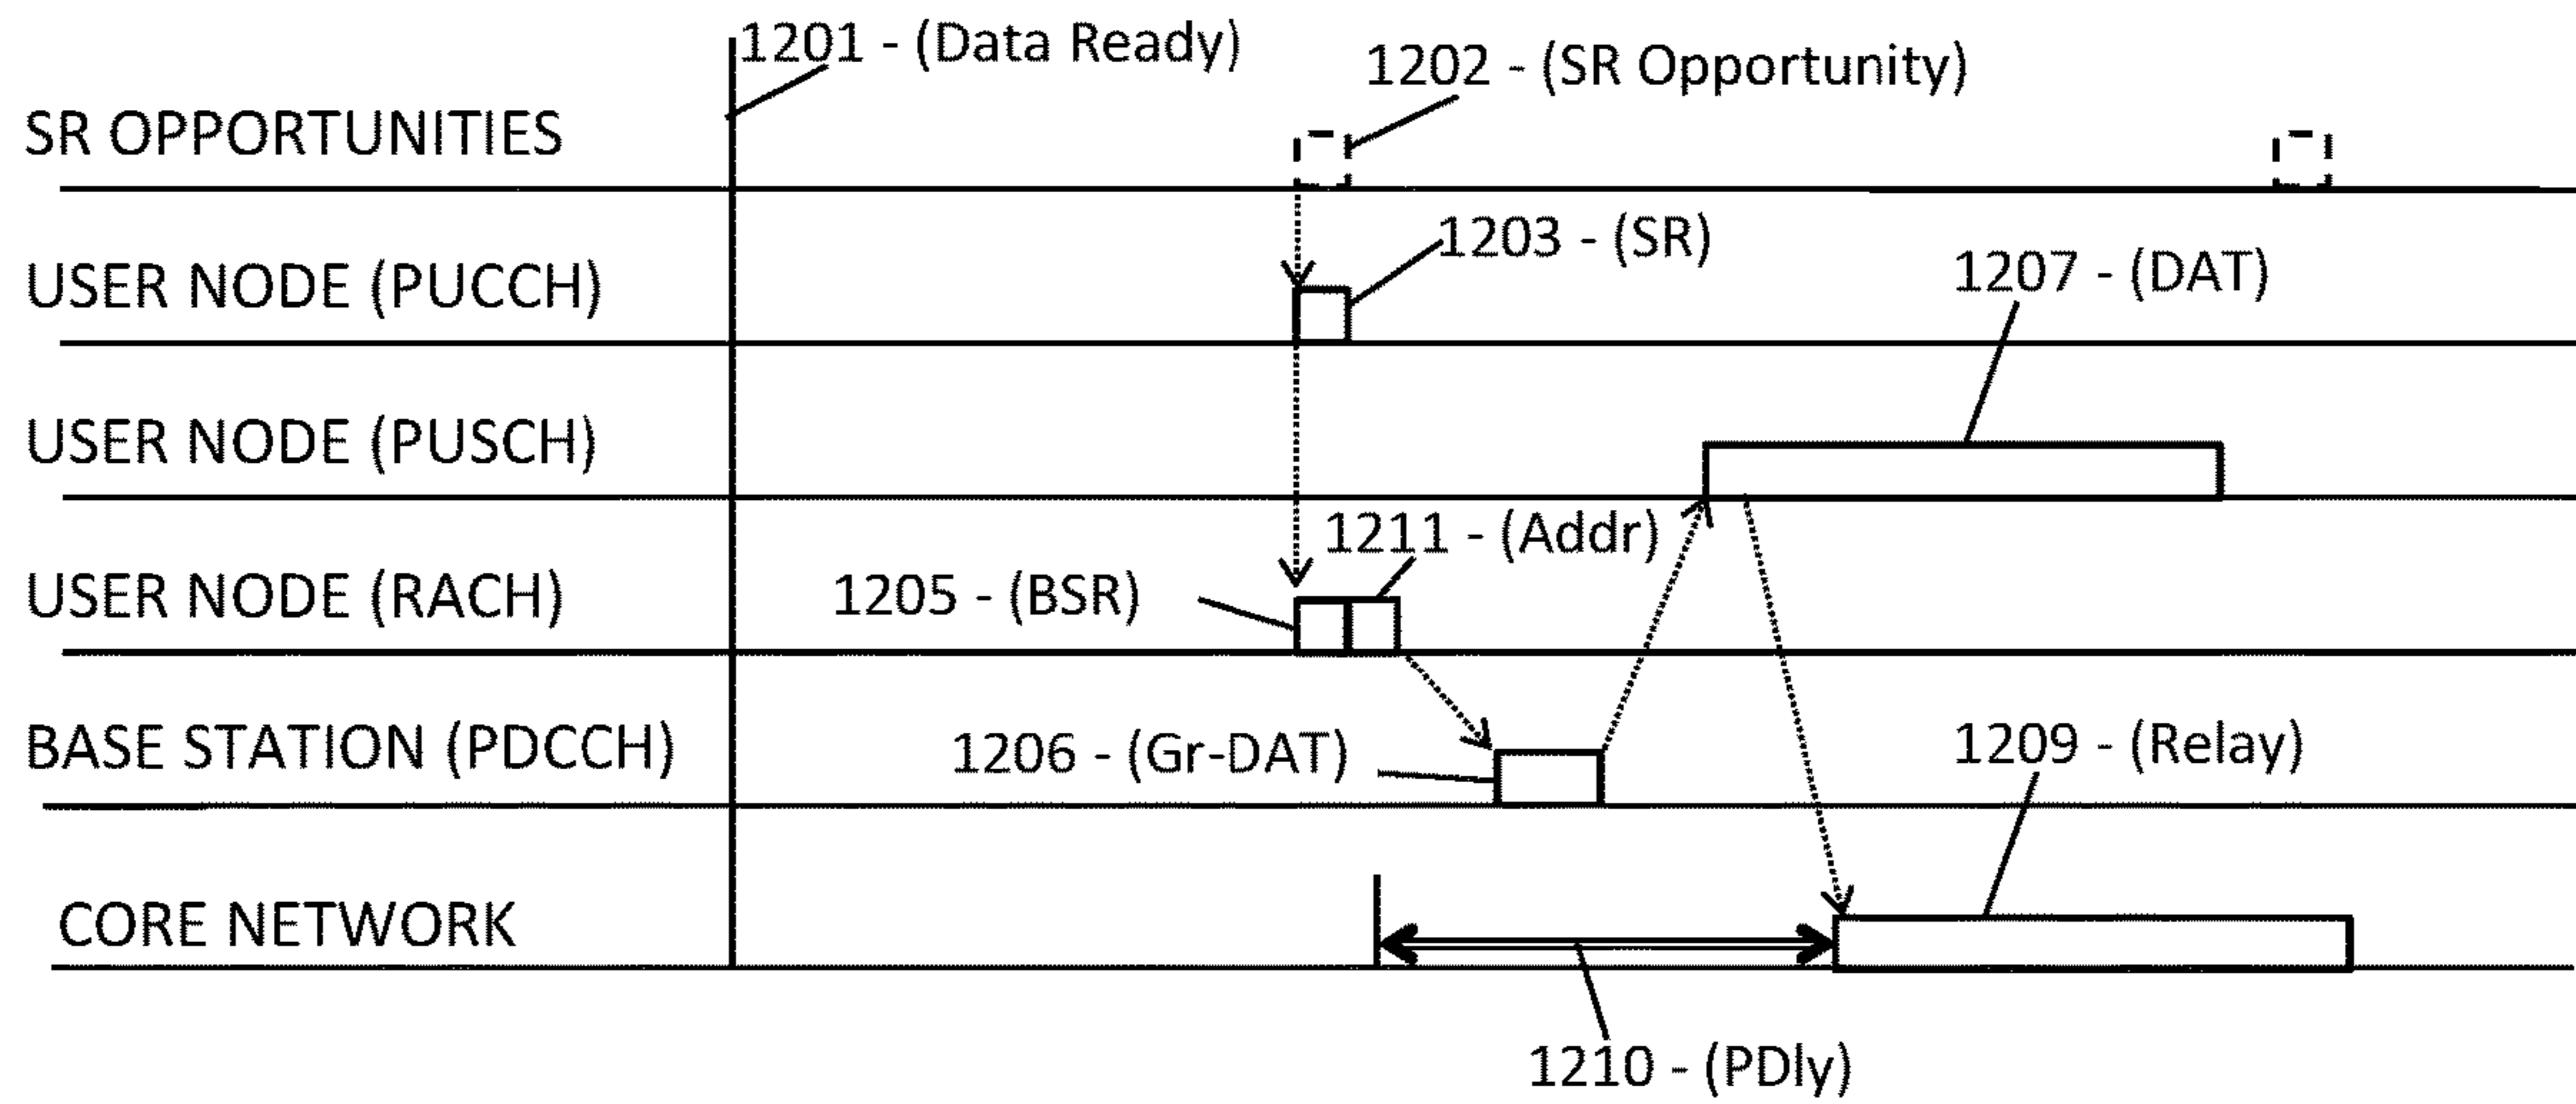 1201 - (Data Ready)
1202 - (SR Opportunity)
SR OPPORTUNITIES
1203 - (SR)
USER NODE (PUCCH)
1207 - (DAT)
USER NODE (PUSCH)
1211 - (Addr)
USER NODE (RACH)
1205 - (BSR)
BASE STATION (PDCCH)
1206 - (Gr-DAT)
1209 - (Relay)
CORE NETWORK
1210 - (PDly)